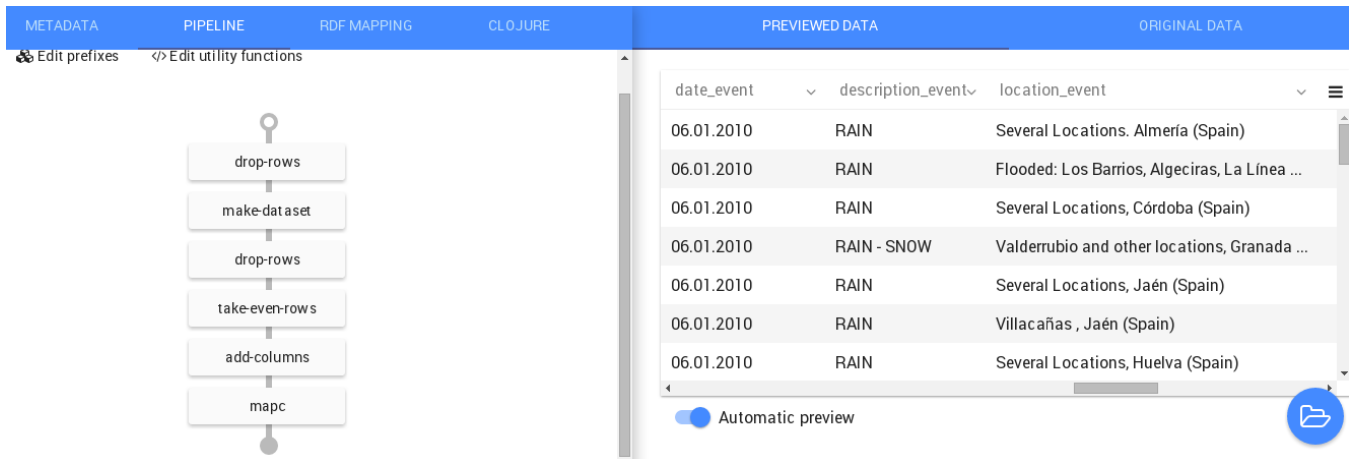 METADATA PIPELINE RDF MAPPING CLOJURE PREVIEWED DATA ORIGINAL DATA
Edit prefixes </> Edit utility functions
drop-rows
make-dataset
drop-rows
take-even-rows
add-columns
mapc
date_event description_event location_event
06.01.2010 RAIN Several Locations. Almería (Spain)
06.01.2010 RAIN Flooded: Los Barrios, Algeciras, La Línea ...
06.01.2010 RAIN Several Locations, Córdoba (Spain)
06.01.2010 RAIN - SNOW Valderrubio and other locations, Granada ...
06.01.2010 RAIN Several Locations, Jaén (Spain)
06.01.2010 RAIN Villacañas , Jaén (Spain)
06.01.2010 RAIN Several Locations, Huelva (Spain)
Automatic preview